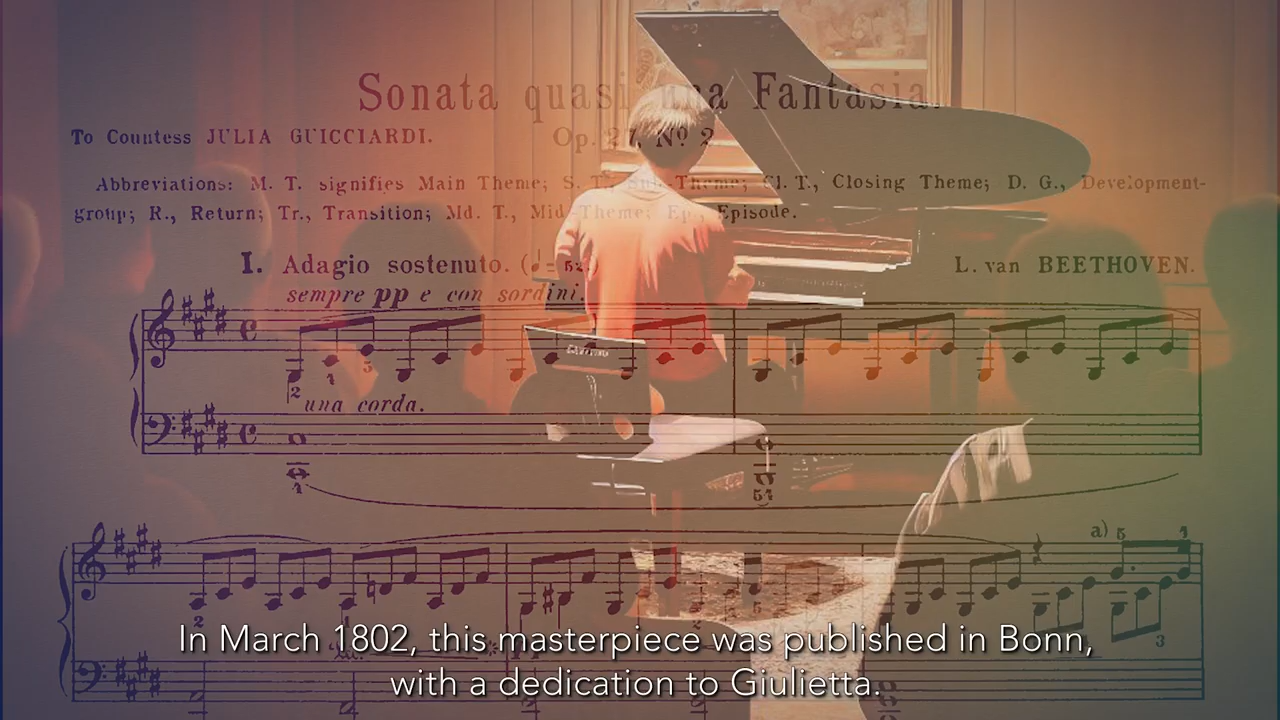 Sonata quasi una Fantasia.
To Countess JULIA GUICCIARDI.
Op. 27, Nº 2
Abbreviations: M. T. signifies Main Theme; S. T., Sub-Theme; Cl. T., Closing Theme; D. G., Development-
group; R., Return; Tr., Transition; Md. T., Mid-Theme; Ep., Episode.
I. Adagio sostenuto.
L. van BEETHOVEN.
sempre pp e con sordini.
una corda.
a)
In March 1802, this masterpiece was published in Bonn,
with a dedication to Giulietta.